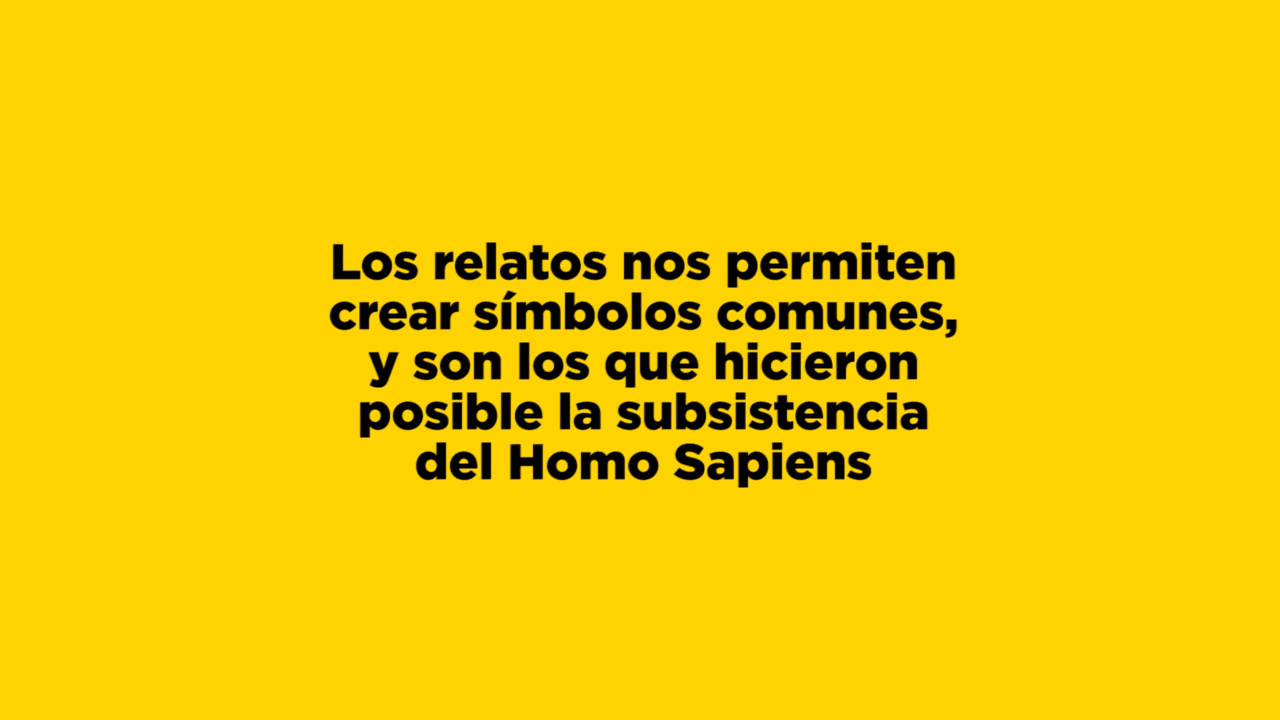 Los relatos nos permiten
crear símbolos comunes,
y son los que hicieron
posible la subsistencia
del Homo Sapiens